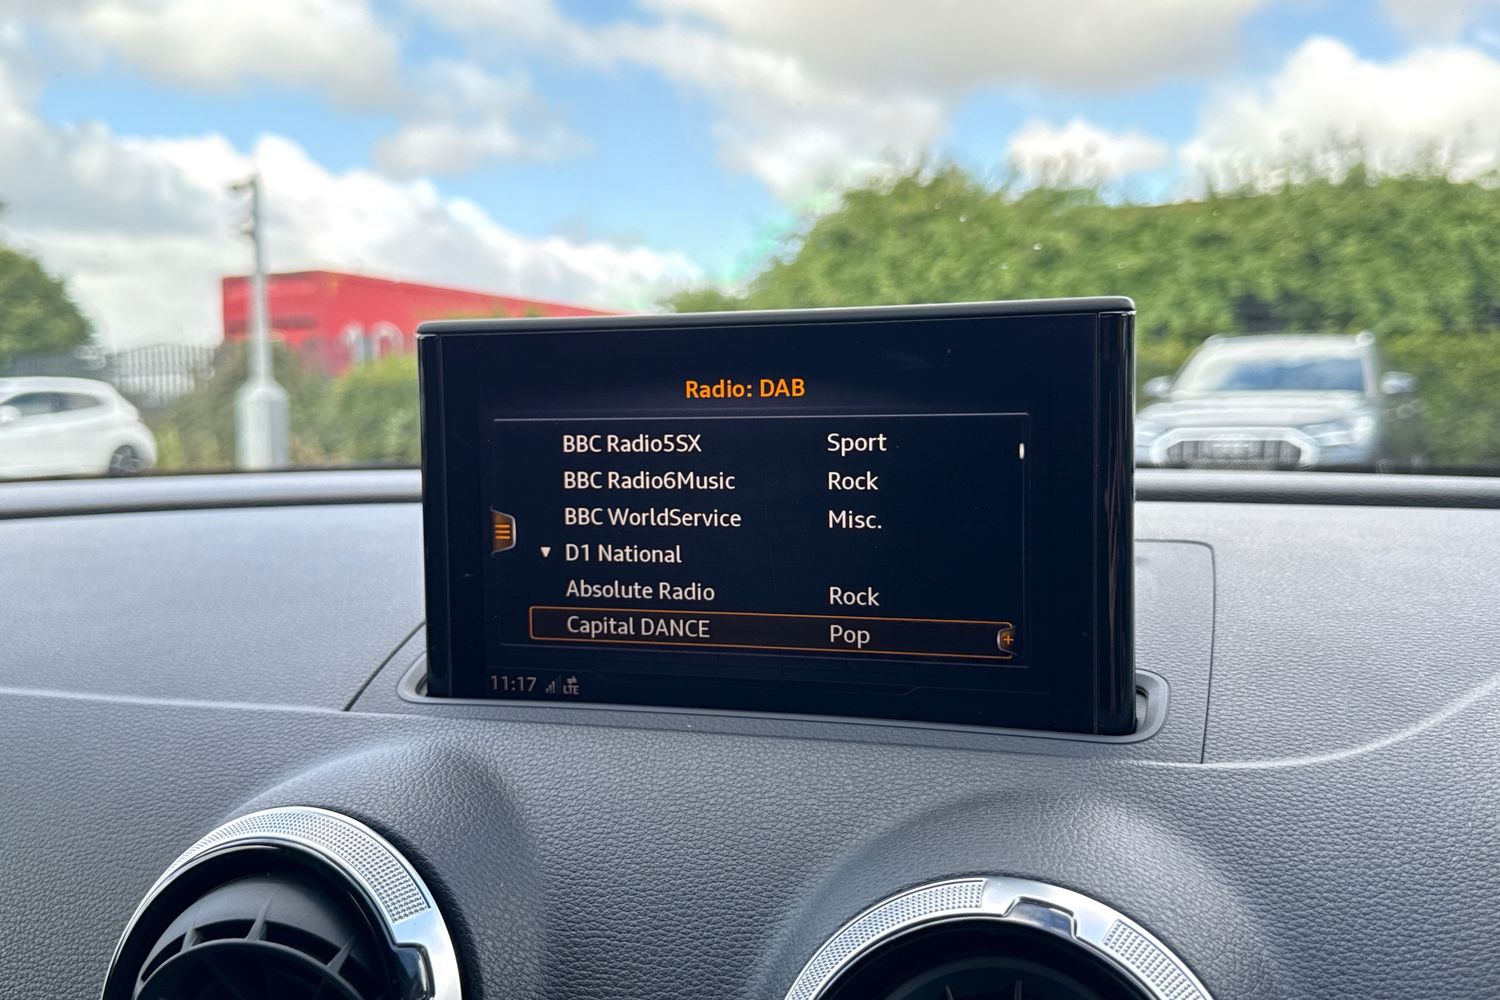 Radio: DAB
BBC Radio5SX Sport
BBC Radio6Music Rock
BBC WorldService Misc.
▼ D1 National
Absolute Radio Rock
Capital DANCE Pop
11:17 LTE